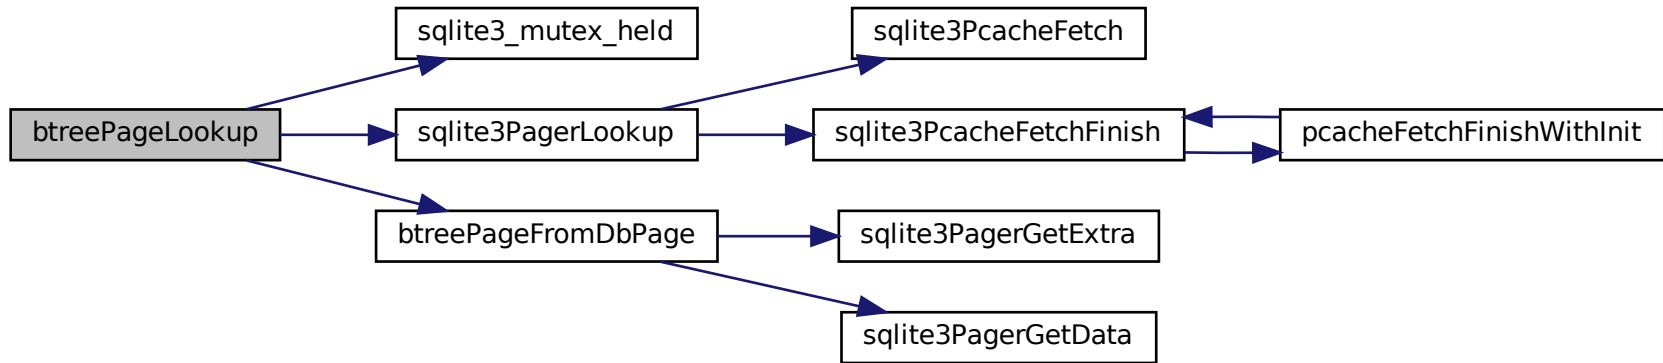 sqlite3_mutex_held
sqlite3PcacheFetch
btreePageLookup
sqlite3PagerLookup
sqlite3PcacheFetchFinish
pcacheFetchFinishWithInit
btreePageFromDbPage
sqlite3PagerGetExtra
sqlite3PagerGetData